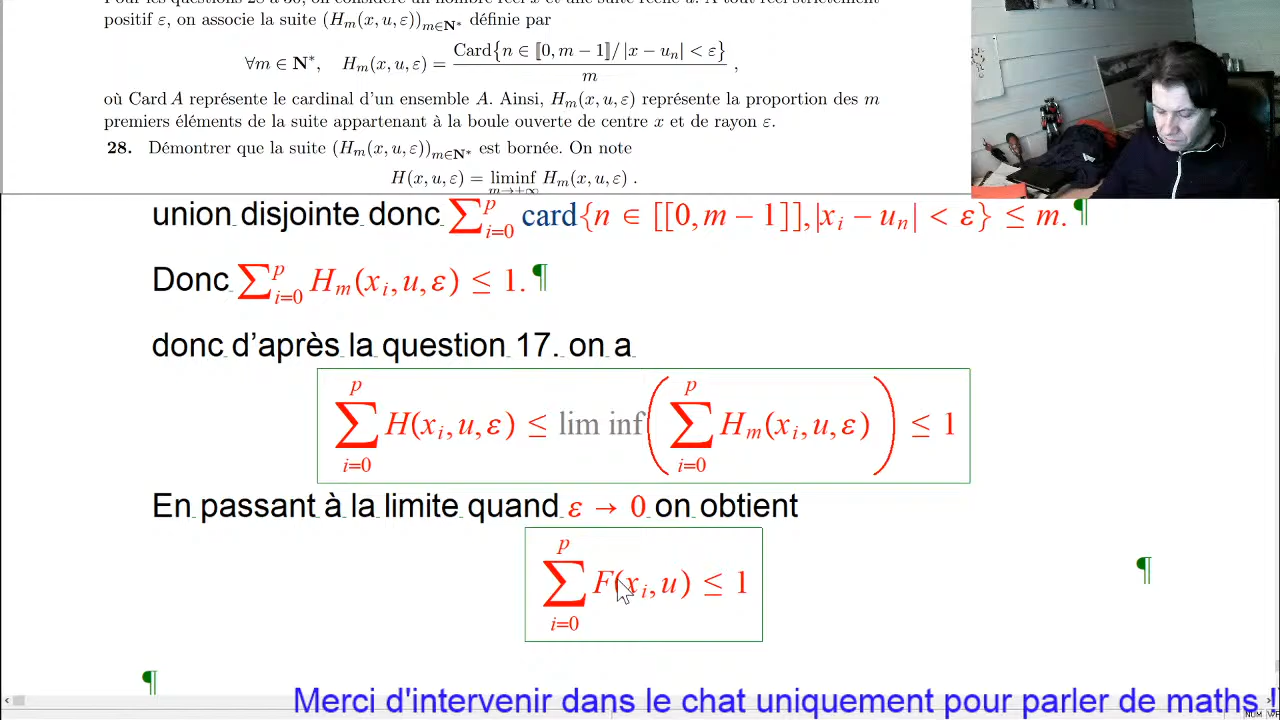 positif ε, on associe la suite (H_m(x, u, ε))_{m∈N*} définie par
∀m ∈ N*, H_m(x, u, ε) = Card{n ∈ ⟦0, m − 1⟧/ |x − u_n| < ε} / m ,
où Card A représente le cardinal d'un ensemble A. Ainsi, H_m(x, u, ε) représente la proportion des m
premiers éléments de la suite appartenant à la boule ouverte de centre x et de rayon ε.
28. Démontrer que la suite (H_m(x, u, ε))_{m∈N*} est bornée. On note
H(x, u, ε) = liminf_{m→+∞} H_m(x, u, ε) .
union disjointe donc ∑_{i=0}^{p} card{n ∈ [[0, m − 1]], |x_i − u_n| < ε} ≤ m. ¶
Donc ∑_{i=0}^{p} H_m(x_i, u, ε) ≤ 1. ¶
donc d'après la question 17. on a
∑_{i=0}^{p} H(x_i, u, ε) ≤ lim inf (∑_{i=0}^{p} H_m(x_i, u, ε)) ≤ 1
En passant à la limite quand ε → 0 on obtient
∑_{i=0}^{p} F(x_i, u) ≤ 1
¶
¶
Merci d'intervenir dans le chat uniquement pour parler de maths !
NUM